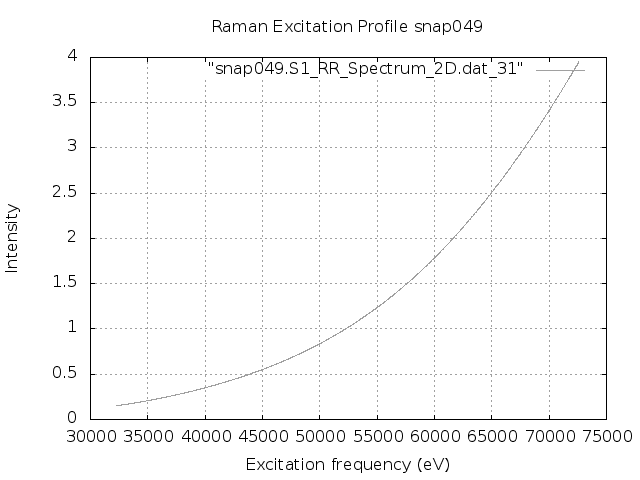 Raman Excitation Profile snap049
"snap049.S1_RR_Spectrum_2D.dat_31"
4
3.5
3
2.5
2
1.5
1
0.5
0
Intensity
30000 35000 40000 45000 50000 55000 60000 65000 70000 75000
Excitation frequency (eV)